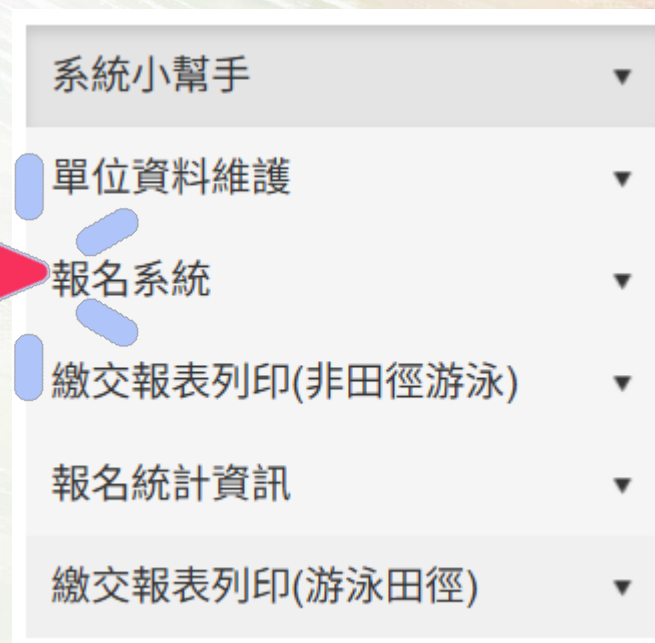 系統小幫手
單位資料維護
報名系統
繳交報表列印(非田徑游泳)
報名統計資訊
繳交報表列印(游泳田徑)